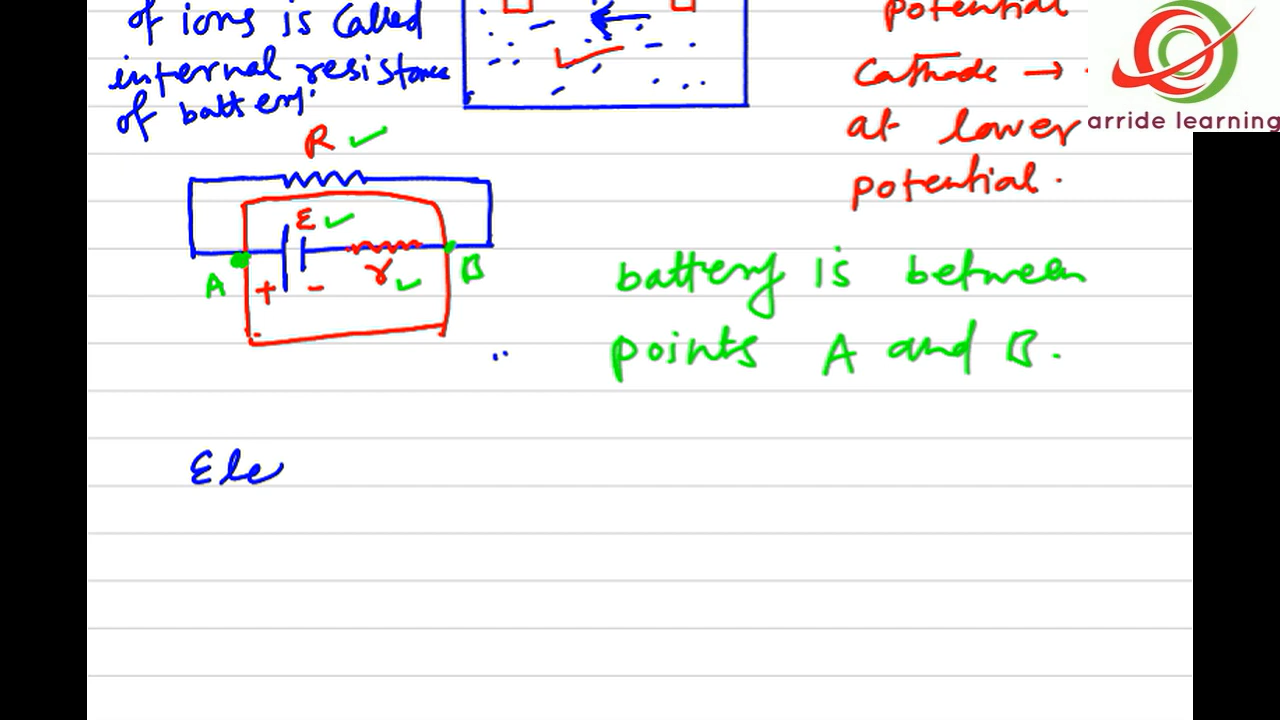 of ions is called
internal resistance
of battery.
potential
Cathode →
at lower
potential.
arride learning
R ✓
ε ✓
A + - r ✓ B
battery is between
points A and B.
Ele